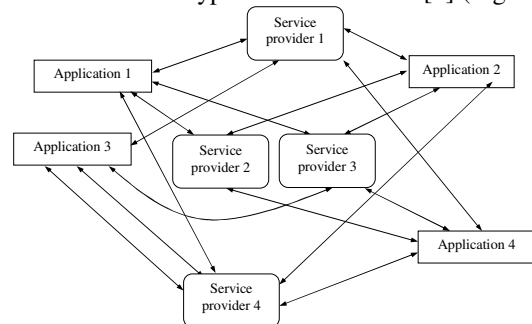 [ ] (
Service
provider 1
Application 1
Application 2
Application 3
Service
provider 2
Service
provider 3
Application 4
Service
provider 4